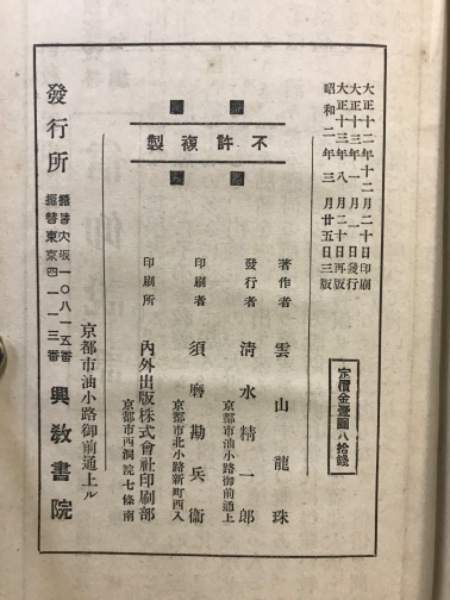 大正十二年十二月二十日印刷
大正十三年一月一日發行
大正十三年八月二十日再版
昭和二年三月廿五日三版
定價金壹圓八拾錢
不許複製
著作者 雲山龍珠
京都市油小路御前通上
發行者 清水精一郎
京都市北小路新町西入
印刷者 須磨勘兵衞
京都市西洞院七條南
印刷所 內外出版株式會社印刷部
發行所 京都市油小路御前通上ル 興教書院
振替大阪一〇八一五番
振替東京四一一三番